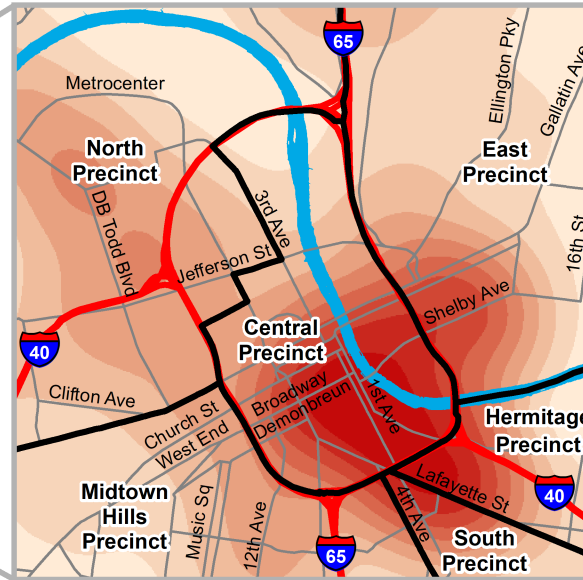 65
Ellington Pky
Gallatin Ave
Metrocenter
North
Precinct
East
Precinct
DB Todd Blvd
3rd Ave
16th St
Jefferson St
Shelby Ave
Central
Precinct
40
Clifton Ave
Broadway
Demonbreun
1st Ave
Church St
West End
Hermitage
Precinct
Lafayette St
40
Midtown
Hills
Precinct
Music Sq
12th Ave
4th Ave
65
South
Precinct